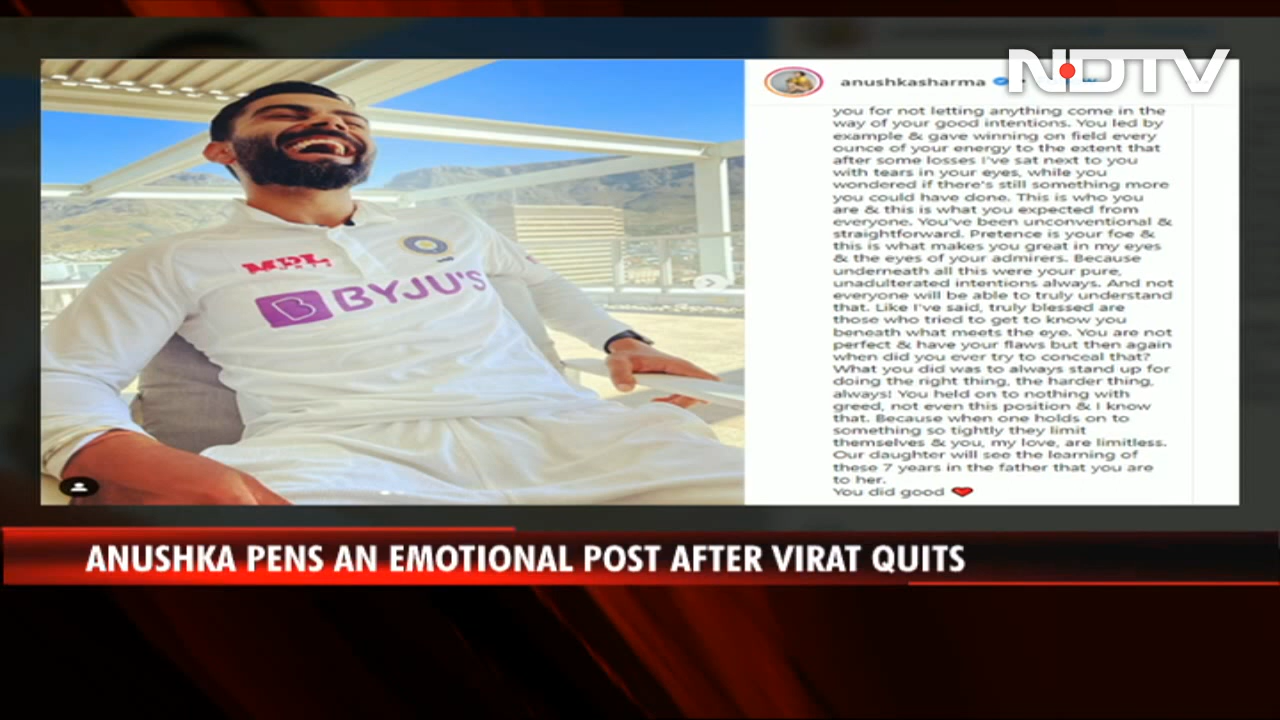 NDTV
anushkasharma
you for not letting anything come in the
way of your good intentions. You led by
example & gave winning on field every
ounce of your energy to the extent that
after some losses I've sat next to you
with tears in your eyes, while you
wondered if there's still something more
you could have done. This is who you
are & this is what you expected from
everyone. You've been unconventional &
straightforward. Pretence is your foe &
this is what makes you great in my eyes
& the eyes of your admirers. Because
underneath all this were your pure,
unadulterated intentions always. And not
everyone will be able to truly understand
that. Like I've said, truly blessed are
those who tried to get to know you
beneath what meets the eye. You are not
perfect & have your flaws but then again
when did you ever try to conceal that?
What you did was to always stand up for
doing the right thing, the harder thing,
always! You held on to nothing with
greed, not even this position & I know
that. Because when one holds on to
something so tightly they limit
themselves & you, my love, are limitless.
Our daughter will see the learning of
these 7 years in the father that you are
to her.
You did good ❤️
MPL
BYJU'S
ANUSHKA PENS AN EMOTIONAL POST AFTER VIRAT QUITS